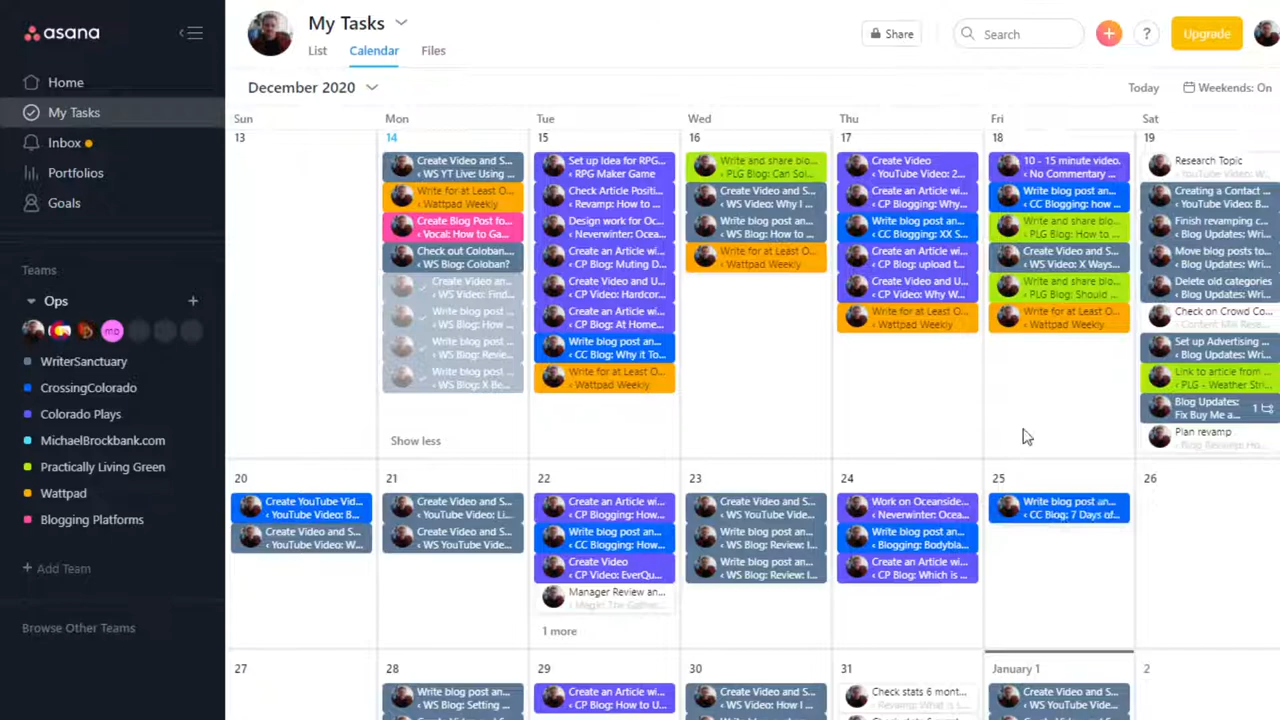 asana
Home
My Tasks
Inbox
Portfolios
Goals
Teams
Ops
+
mb
WriterSanctuary
CrossingColorado
Colorado Plays
MichaelBrockbank.com
Practically Living Green
Wattpad
Blogging Platforms
+ Add Team
Browse Other Teams
My Tasks
List Calendar Files
Share
Search
+
?
Upgrade
December 2020
Today
Weekends: On
Sun Mon Tue Wed Thu Fri Sat
13
14
Create Video and S...
‹ WS YT Live: Using ...
Write for at Least O...
‹ Wattpad Weekly
Create Blog Post fo...
‹ Vocal: How to Ga...
Check out Coloban...
‹ WS Blog: Coloban?
Create Video an...
‹ WS Video: Find...
Write blog post ...
‹ WS Blog: How ...
Write blog post ...
‹ WS Blog: Revie...
Write blog post ...
‹ WS Blog: X Be...
Show less
15
Set up Idea for RPG...
‹ RPG Maker Game
Check Article Positi...
‹ Revamp: How to ...
Design work for Oc...
‹ Neverwinter: Ocea...
Create an Article wi...
‹ CP Blog: Muting D...
Create Video and U...
‹ CP Video: Hardcor...
Create an Article wi...
‹ CP Blog: At Home...
Write blog post an...
‹ CC Blog: Why it To...
Write for at Least O...
‹ Wattpad Weekly
16
Write and share blo...
‹ PLG Blog: Can Sol...
Create Video and S...
‹ WS Video: Why I ...
Write blog post an...
‹ WS Blog: How to ...
Write for at Least O...
‹ Wattpad Weekly
17
Create Video
‹ YouTube Video: 2...
Create an Article wi...
‹ CP Blogging: Why...
Write blog post an...
‹ CC Blogging: XX S...
Create an Article wi...
‹ CP Blog: upload t...
Create Video and U...
‹ CP Video: Why W...
Write for at Least O...
‹ Wattpad Weekly
18
10 - 15 minute video.
‹ No Commentary ...
Write blog post an...
‹ CC Blogging: how ...
Write and share blo...
‹ PLG Blog: How to ...
Create Video and S...
‹ WS Video: X Ways...
Write and share blo...
‹ PLG Blog: Should ...
Write for at Least O...
‹ Wattpad Weekly
19
Research Topic
‹ YouTube Video: W...
Creating a Contact ...
‹ YouTube Video: B...
Finish revamping c...
‹ Blog Updates: Wri...
Move blog posts to...
‹ Blog Updates: Wri...
Delete old categories
‹ Blog Updates: Wri...
Check on Crowd Co...
‹ Content Mill Rese...
Set up Advertising ...
‹ Blog Updates: Wri...
Link to article from ...
‹ PLG - Weather Stri...
Blog Updates:
Fix Buy Me a... 1
Plan revamp
‹ Blog Revamp: Ho...
20
Create YouTube Vid...
‹ YouTube Video: B...
Create Video and S...
‹ YouTube Video: W...
21
Create Video and S...
‹ YouTube Video: Li...
Create Video and S...
‹ WS YouTube Vide...
22
Create an Article wi...
‹ CP Blogging: How...
Write blog post an...
‹ CC Blogging: How...
Create Video
‹ CP Video: EverQu...
Manager Review an...
‹ Magic: The Gather...
1 more
23
Create Video and S...
‹ WS YouTube Vide...
Write blog post an...
‹ WS Blog: Review: I...
Write blog post an...
‹ WS Blog: Review: I...
24
Work on Oceanside...
‹ Neverwinter: Ocea...
Write blog post an...
‹ Blogging: Bodybla...
Create an Article wi...
‹ CP Blog: Which is ...
25
Write blog post an...
‹ CC Blog: 7 Days of...
26
27
28
Write blog post an...
‹ WS Blog: Setting ...
29
Create an Article wi...
‹ CP Blog: How to U...
30
Create Video and S...
‹ WS Video: How I ...
31
Check stats 6 mont...
‹ Revamp: What is ...
January 1
Create Video and S...
‹ WS YouTube Vide...
2